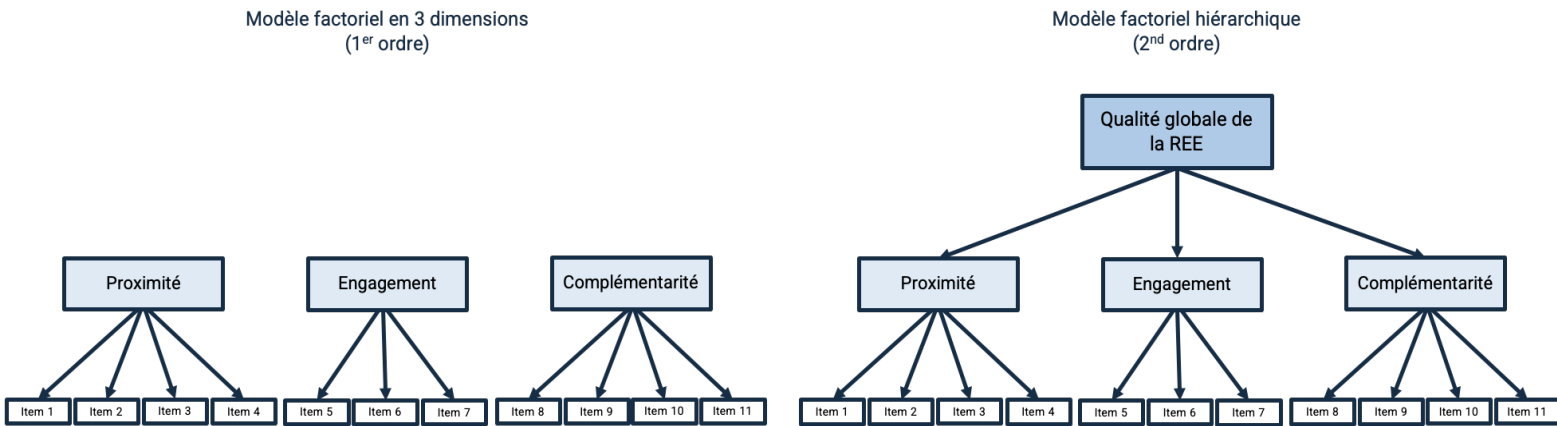 Modèle factoriel en 3 dimensions
(1er ordre)
Proximité
Engagement
Complémentarité
Item 1
Item 2
Item 3
Item 4
Item 5
Item 6
Item 7
Item 8
Item 9
Item 10
Item 11
Modèle factoriel hiérarchique
(2nd ordre)
Qualité globale de
la REE
Proximité
Engagement
Complémentarité
Item 1
Item 2
Item 3
Item 4
Item 5
Item 6
Item 7
Item 8
Item 9
Item 10
Item 11